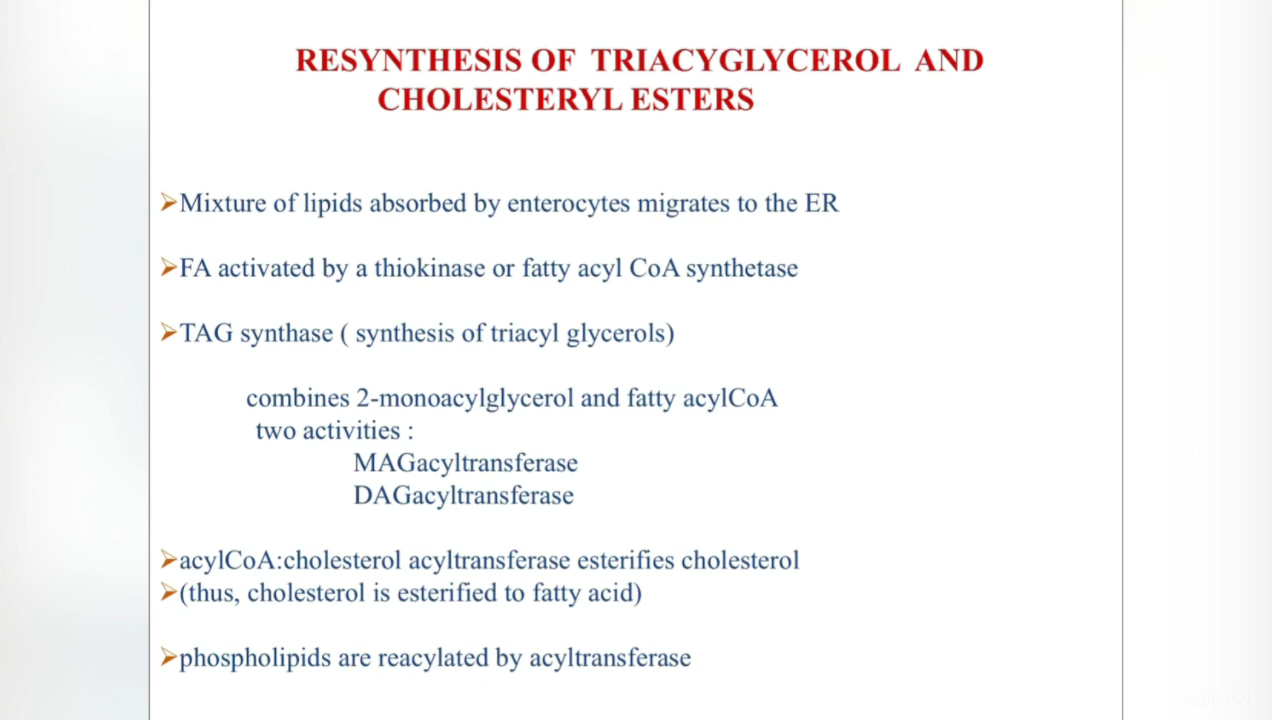 RESYNTHESIS OF TRIACYGLYCEROL AND
CHOLESTERYL ESTERS
➢Mixture of lipids absorbed by enterocytes migrates to the ER
➢FA activated by a thiokinase or fatty acyl CoA synthetase
➢TAG synthase ( synthesis of triacyl glycerols)
combines 2-monoacylglycerol and fatty acylCoA
two activities :
MAGacyltransferase
DAGacyltransferase
➢acylCoA:cholesterol acyltransferase esterifies cholesterol
➢(thus, cholesterol is esterified to fatty acid)
➢phospholipids are reacylated by acyltransferase